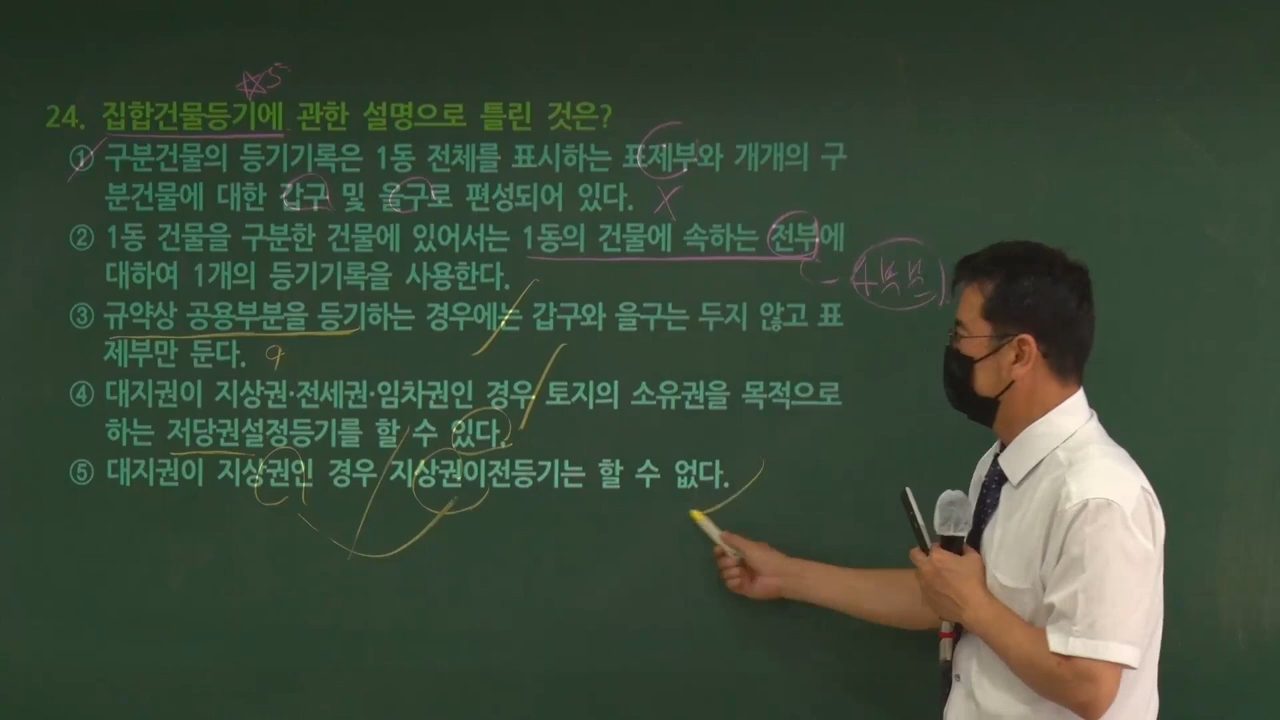 ☆5
24. 집합건물등기에 관한 설명으로 틀린 것은?
① 구분건물의 등기기록은 1동 전체를 표시하는 표제부와 개개의 구
분건물에 대한 갑구 및 을구로 편성되어 있다. X
② 1동 건물을 구분한 건물에 있어서는 1동의 건물에 속하는 전부에
대하여 1개의 등기기록을 사용한다.
③ 규약상 공용부분을 등기하는 경우에는 갑구와 을구는 두지 않고 표
제부만 둔다.
④ 대지권이 지상권·전세권·임차권인 경우 토지의 소유권을 목적으로
하는 저당권설정등기를 할 수 있다.
⑤ 대지권이 지상권인 경우 지상권이전등기는 할 수 없다.